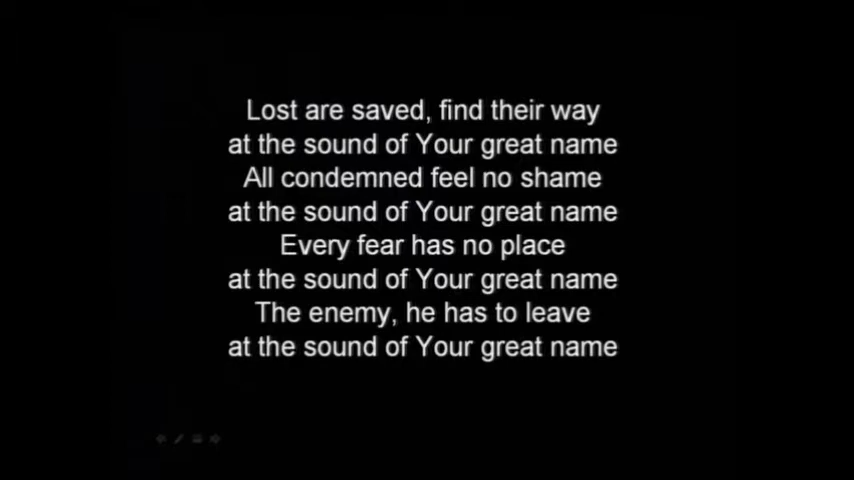 Lost are saved, find their way
at the sound of Your great name
All condemned feel no shame
at the sound of Your great name
Every fear has no place
at the sound of Your great name
The enemy, he has to leave
at the sound of Your great name